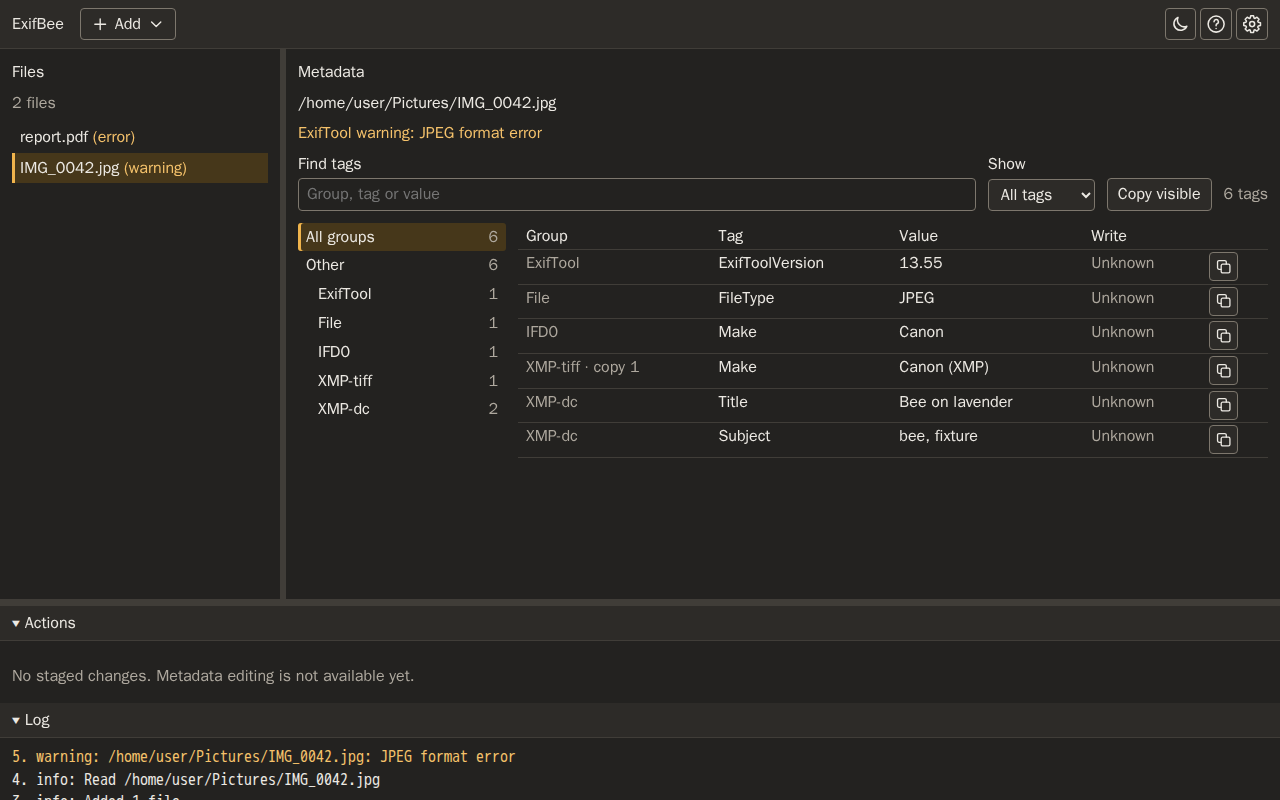 ExifBee
Add
Files
2 files
report.pdf (error)
IMG_0042.jpg (warning)
Metadata
/home/user/Pictures/IMG_0042.jpg
ExifTool warning: JPEG format error
Find tags
Show
Group, tag or value
All tags
Copy visible
6 tags
All groups 6
Other 6
ExifTool 1
File 1
IFD0 1
XMP-tiff 1
XMP-dc 2
Group Tag Value Write
ExifTool ExifToolVersion 13.55 Unknown
File FileType JPEG Unknown
IFD0 Make Canon Unknown
XMP-tiff · copy 1 Make Canon (XMP) Unknown
XMP-dc Title Bee on lavender Unknown
XMP-dc Subject bee, fixture Unknown
Actions
No staged changes. Metadata editing is not available yet.
Log
5. warning: /home/user/Pictures/IMG_0042.jpg: JPEG format error
4. info: Read /home/user/Pictures/IMG_0042.jpg
3. info: Added 1 file